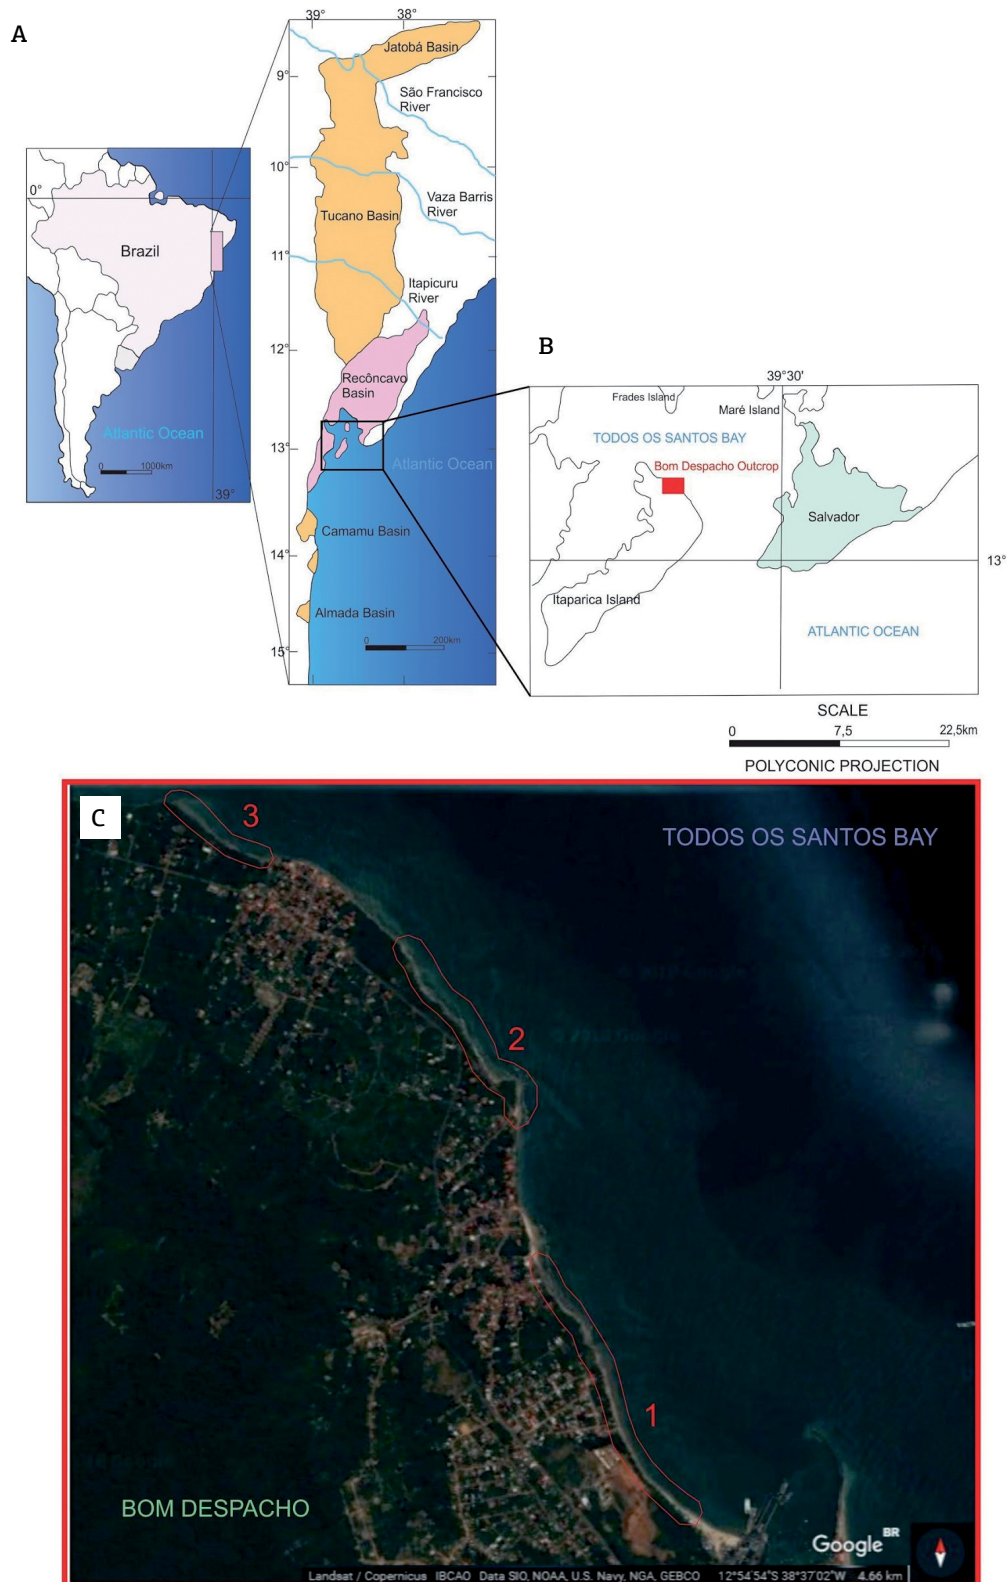 A
39°
38°
Jatobá Basin
9°
São Francisco
River
10°
Vaza Barris
River
Tucano Basin
11°
Itapicuru
River
12°
Recôncavo
Basin
13°
Atlantic Ocean
Camamu Basin
14°
Almada Basin
0
200km
15°
0°
Brazil
Atlantic Ocean
0
1000km
39°
B
39°30'
Frades Island
Maré Island
TODOS OS SANTOS BAY
Bom Despacho Outcrop
Salvador
13°
Itaparica Island
ATLANTIC OCEAN
SCALE
0
7,5
22,5km
POLYCONIC PROJECTION
C
3
TODOS OS SANTOS BAY
2
1
BOM DESPACHO
Google BR
Landsat / Copernicus IBCAO Data SIO, NOAA, U.S. Navy, NGA, GEBCO 12°54'54"S 38°37'02"W 4.66 km